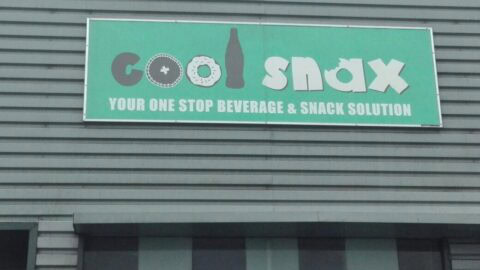 cool snax
YOUR ONE STOP BEVERAGE & SNACK SOLUTION